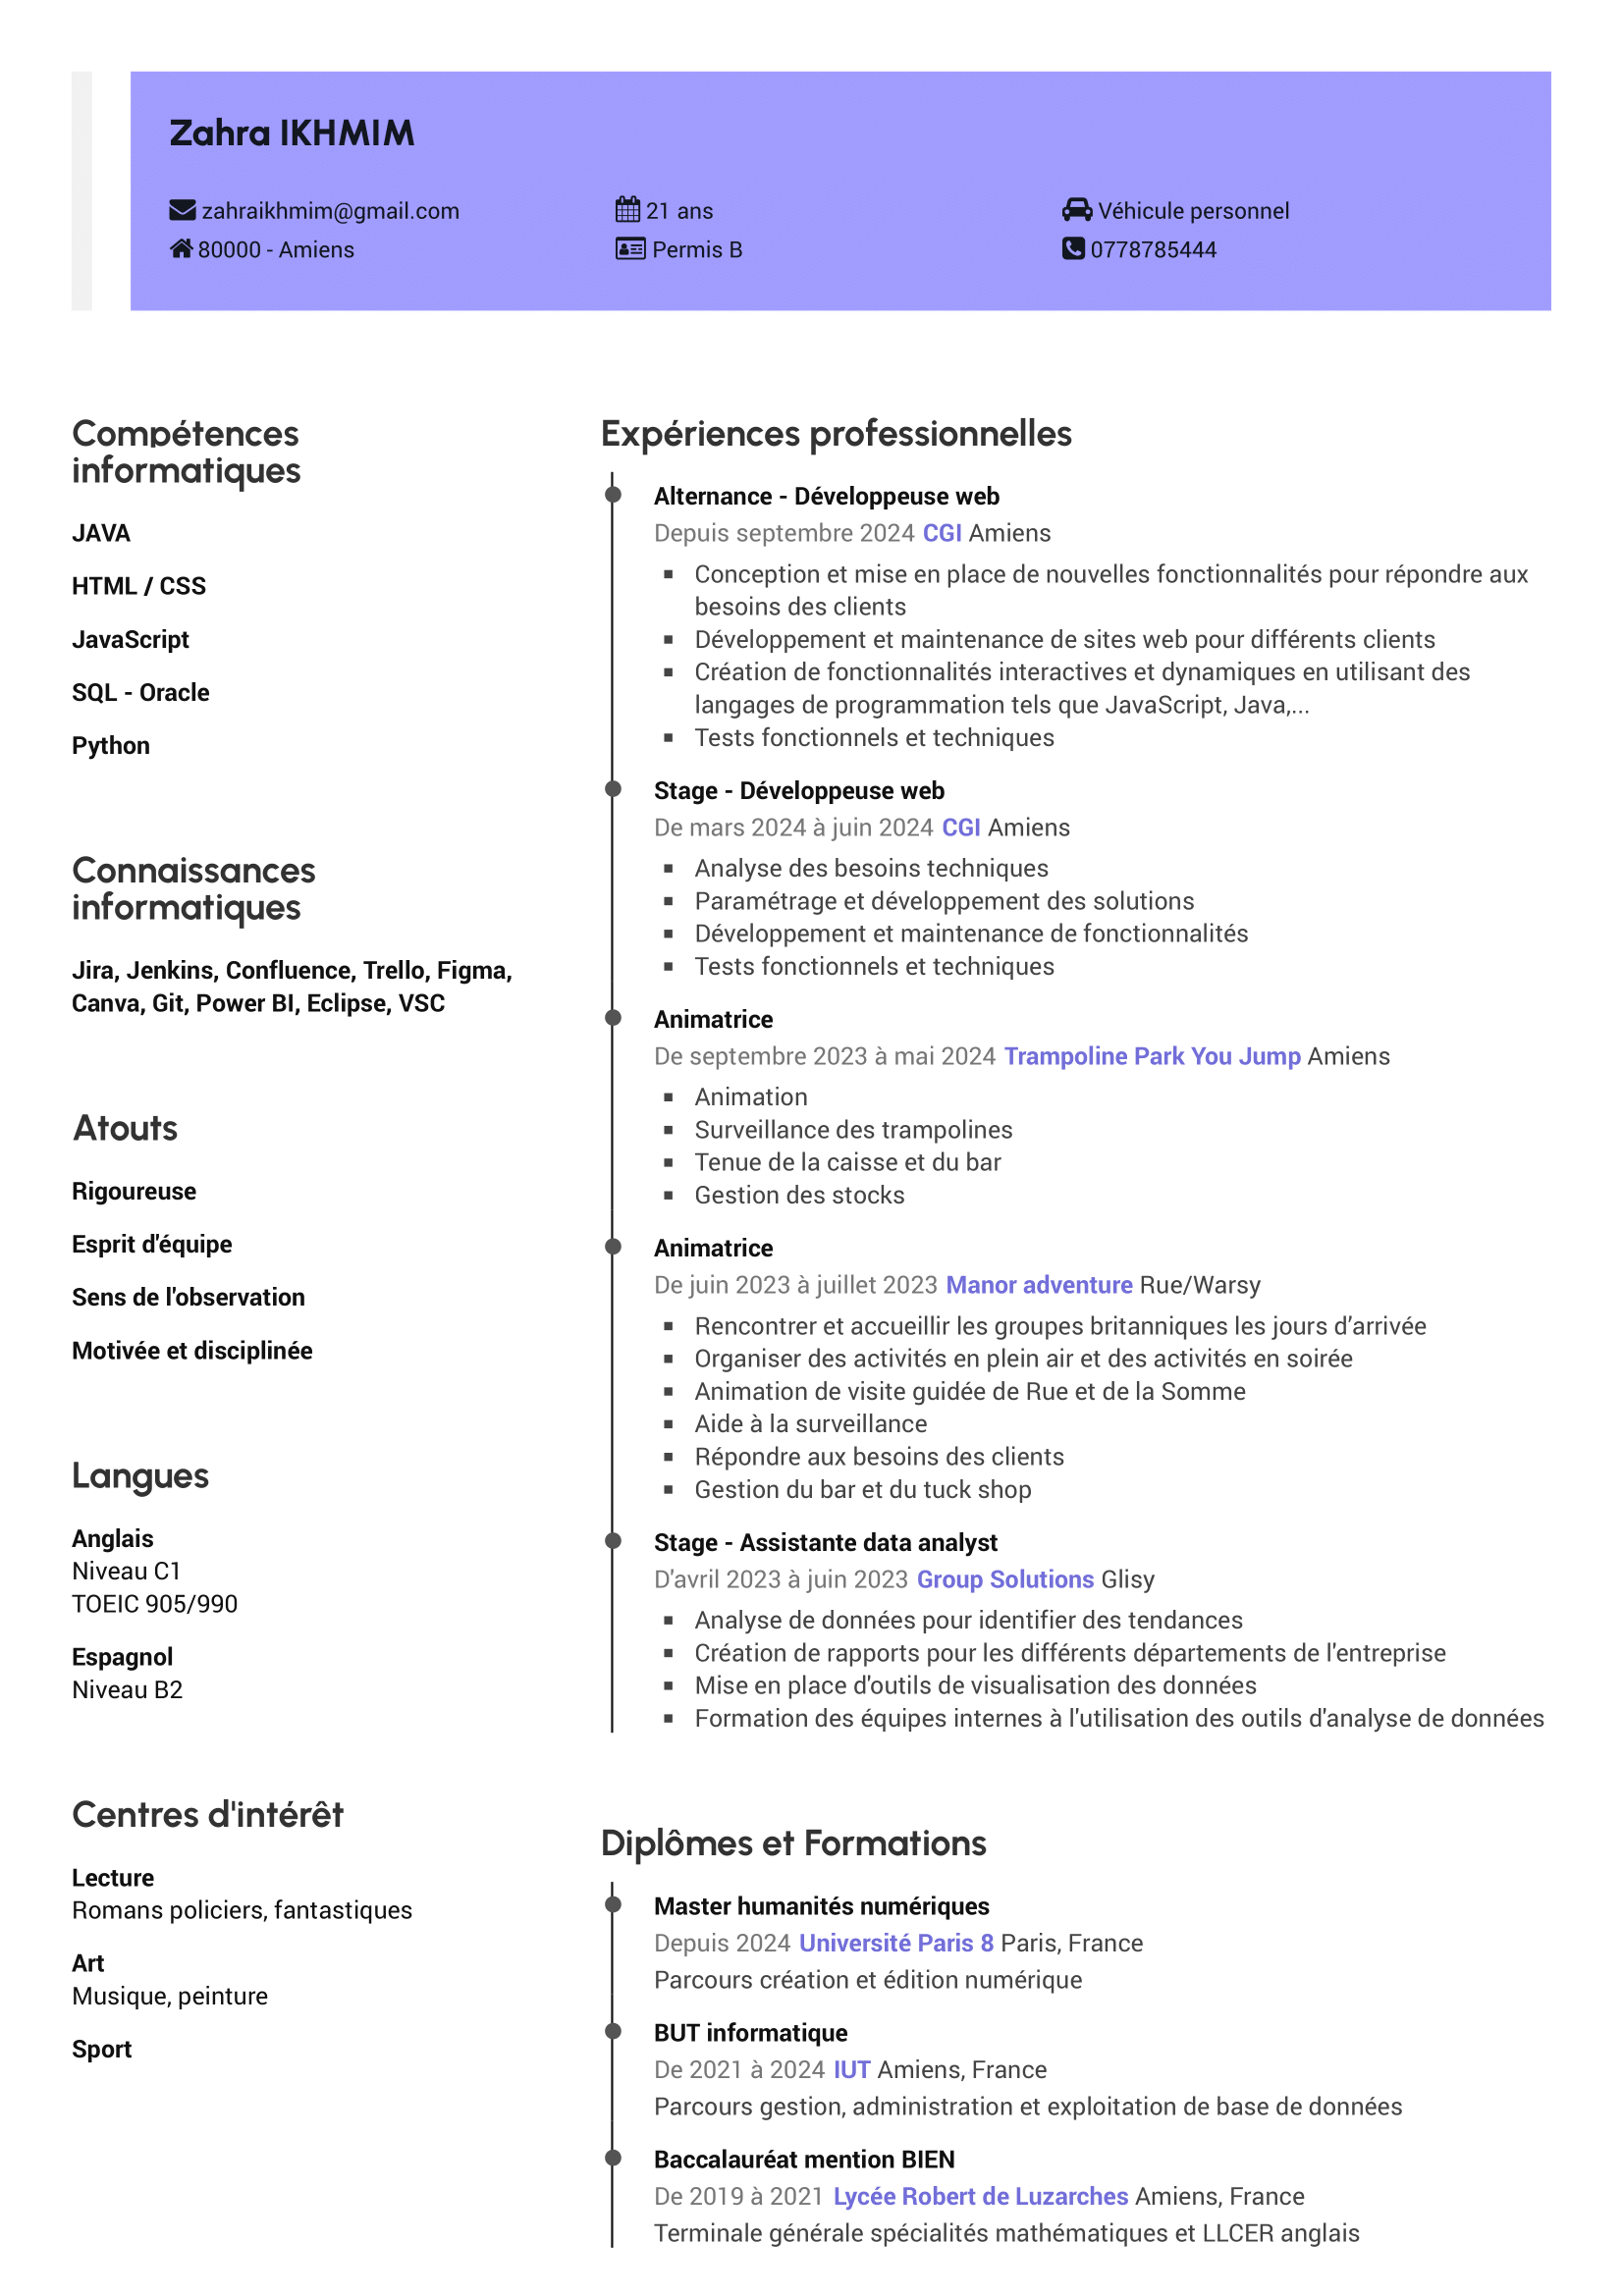 Zahra IKHMIM
zahraikhmim@gmail.com
21 ans
Véhicule personnel
80000 - Amiens
Permis B
0778785444
Compétences
informatiques
JAVA
HTML / CSS
JavaScript
SQL - Oracle
Python
Connaissances
informatiques
Jira, Jenkins, Confluence, Trello, Figma,
Canva, Git, Power BI, Eclipse, VSC
Atouts
Rigoureuse
Esprit d'équipe
Sens de l'observation
Motivée et disciplinée
Langues
Anglais
Niveau C1
TOEIC 905/990
Espagnol
Niveau B2
Centres d'intérêt
Lecture
Romans policiers, fantastiques
Art
Musique, peinture
Sport
Expériences professionnelles
Alternance - Développeuse web
Depuis septembre 2024 CGI Amiens
▪ Conception et mise en place de nouvelles fonctionnalités pour répondre aux
besoins des clients
▪ Développement et maintenance de sites web pour différents clients
▪ Création de fonctionnalités interactives et dynamiques en utilisant des
langages de programmation tels que JavaScript, Java,...
▪ Tests fonctionnels et techniques
Stage - Développeuse web
De mars 2024 à juin 2024 CGI Amiens
▪ Analyse des besoins techniques
▪ Paramétrage et développement des solutions
▪ Développement et maintenance de fonctionnalités
▪ Tests fonctionnels et techniques
Animatrice
De septembre 2023 à mai 2024 Trampoline Park You Jump Amiens
▪ Animation
▪ Surveillance des trampolines
▪ Tenue de la caisse et du bar
▪ Gestion des stocks
Animatrice
De juin 2023 à juillet 2023 Manor adventure Rue/Warsy
▪ Rencontrer et accueillir les groupes britanniques les jours d’arrivée
▪ Organiser des activités en plein air et des activités en soirée
▪ Animation de visite guidée de Rue et de la Somme
▪ Aide à la surveillance
▪ Répondre aux besoins des clients
▪ Gestion du bar et du tuck shop
Stage - Assistante data analyst
D'avril 2023 à juin 2023 Group Solutions Glisy
▪ Analyse de données pour identifier des tendances
▪ Création de rapports pour les différents départements de l'entreprise
▪ Mise en place d'outils de visualisation des données
▪ Formation des équipes internes à l'utilisation des outils d'analyse de données
Diplômes et Formations
Master humanités numériques
Depuis 2024 Université Paris 8 Paris, France
Parcours création et édition numérique
BUT informatique
De 2021 à 2024 IUT Amiens, France
Parcours gestion, administration et exploitation de base de données
Baccalauréat mention BIEN
De 2019 à 2021 Lycée Robert de Luzarches Amiens, France
Terminale générale spécialités mathématiques et LLCER anglais